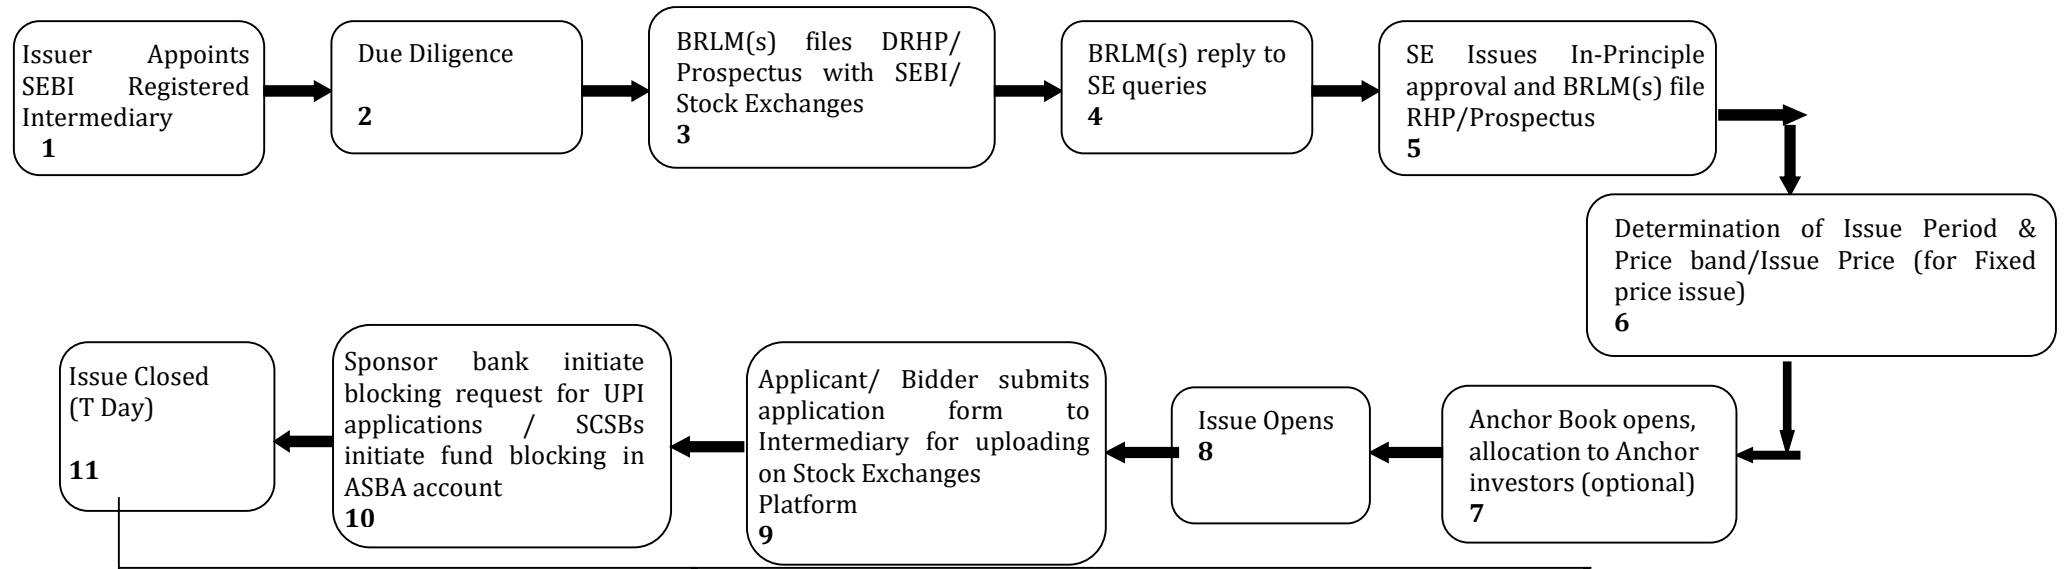 Issuer Appoints
SEBI Registered
Intermediary
1
Due Diligence
2
BRLM(s) files DRHP/
Prospectus with SEBI/
Stock Exchanges
3
BRLM(s) reply to
SE queries
4
SE Issues In-Principle
approval and BRLM(s) file
RHP/Prospectus
5
Determination of Issue Period &
Price band/Issue Price (for Fixed
price issue)
6
Anchor Book opens,
allocation to Anchor
investors (optional)
7
Issue Opens
8
Applicant/ Bidder submits
application form to
Intermediary for uploading
on Stock Exchanges
Platform
9
Sponsor bank initiate
blocking request for UPI
applications / SCSBs
initiate fund blocking in
ASBA account
10
Issue Closed
(T Day)
11